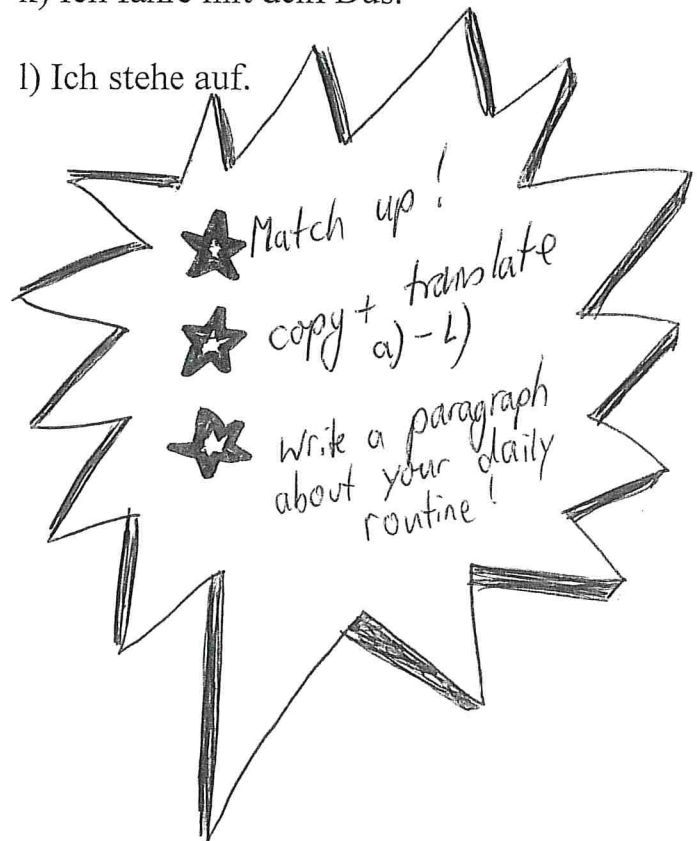 k) Ich fahre mit dem Bus.
l) Ich stehe auf.
Match up!
copy + translate
a) - L)
Write a paragraph
about your daily
routine!